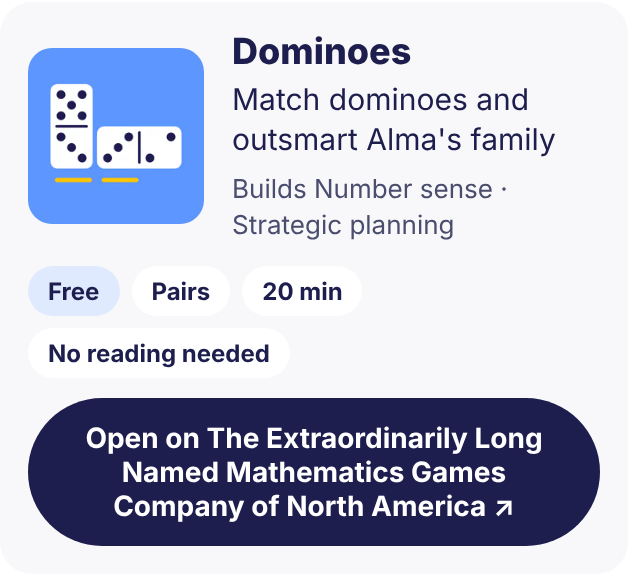 Dominoes
Match dominoes and
outsmart Alma's family
Builds Number sense ·
Strategic planning
Free
Pairs
20 min
No reading needed
Open on The Extraordinarily Long
Named Mathematics Games
Company of North America ↗